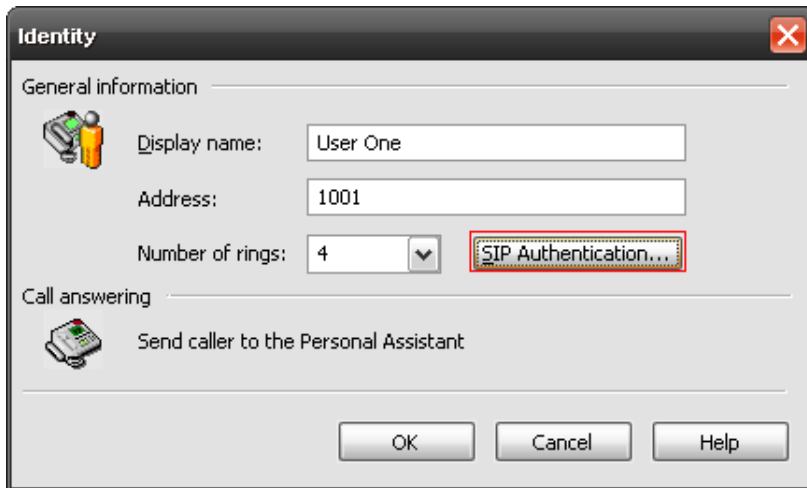 Identity
General information
Display name: User One
Address: 1001
Number of rings: 4 SIP Authentication...
Call answering
Send caller to the Personal Assistant
OK Cancel Help